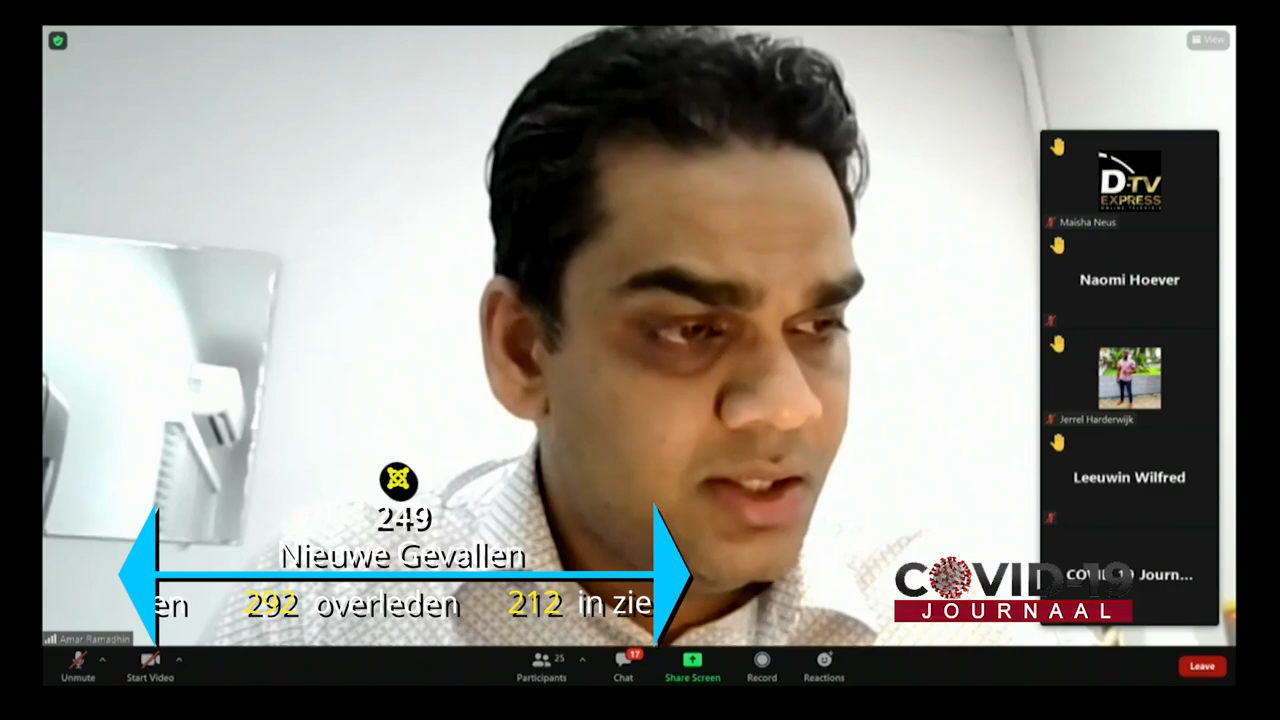 View
D-TV
EXPRESS
ONLINE TELEVISIE
Maisha Neus
Naomi Hoever
Jerrel Harderwijk
Leeuwin Wilfred
COVID-19 Journ...
249
Nieuwe Gevallen
en 292 overleden 212 in zie
COVID-19
JOURNAAL
Amar Ramadhin
Unmute
Start Video
25
Participants
17
Chat
Share Screen
Record
Reactions
Leave